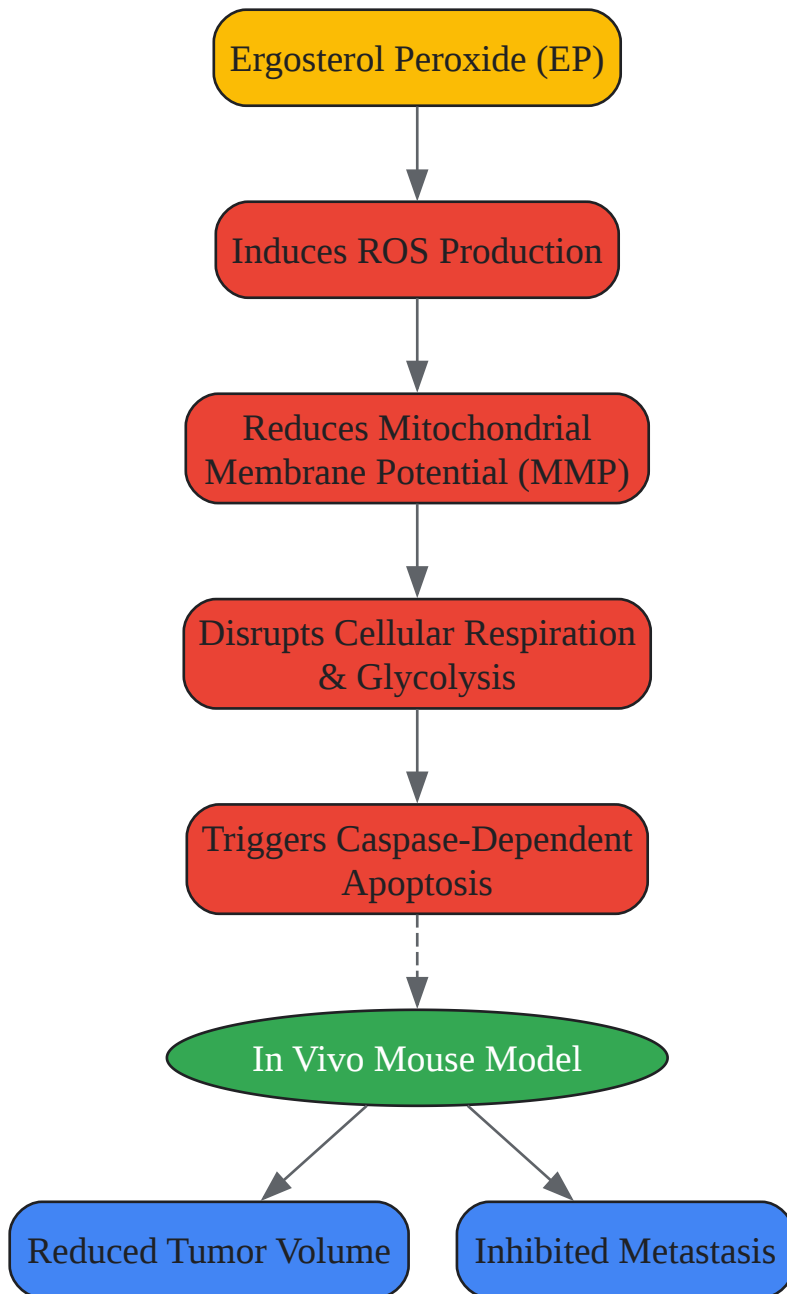 Ergosterol Peroxide (EP)
Induces ROS Production
Reduces Mitochondrial
Membrane Potential (MMP)
Disrupts Cellular Respiration
& Glycolysis
Triggers Caspase-Dependent
Apoptosis
In Vivo Mouse Model
Reduced Tumor Volume
Inhibited Metastasis